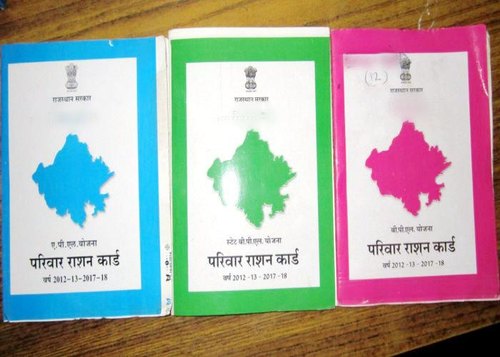 राजस्थान सरकार
ए.पी.एल. योजना
परिवार राशन कार्ड
वर्ष 2012-13-2017-18
राजस्थान सरकार
स्टेट बी.पी.एल. योजना
परिवार राशन कार्ड
वर्ष 2012-13-2017-18
(12)
राजस्थान सरकार
बी.पी.एल. योजना
परिवार राशन कार्ड
वर्ष 2012-13-2017-18